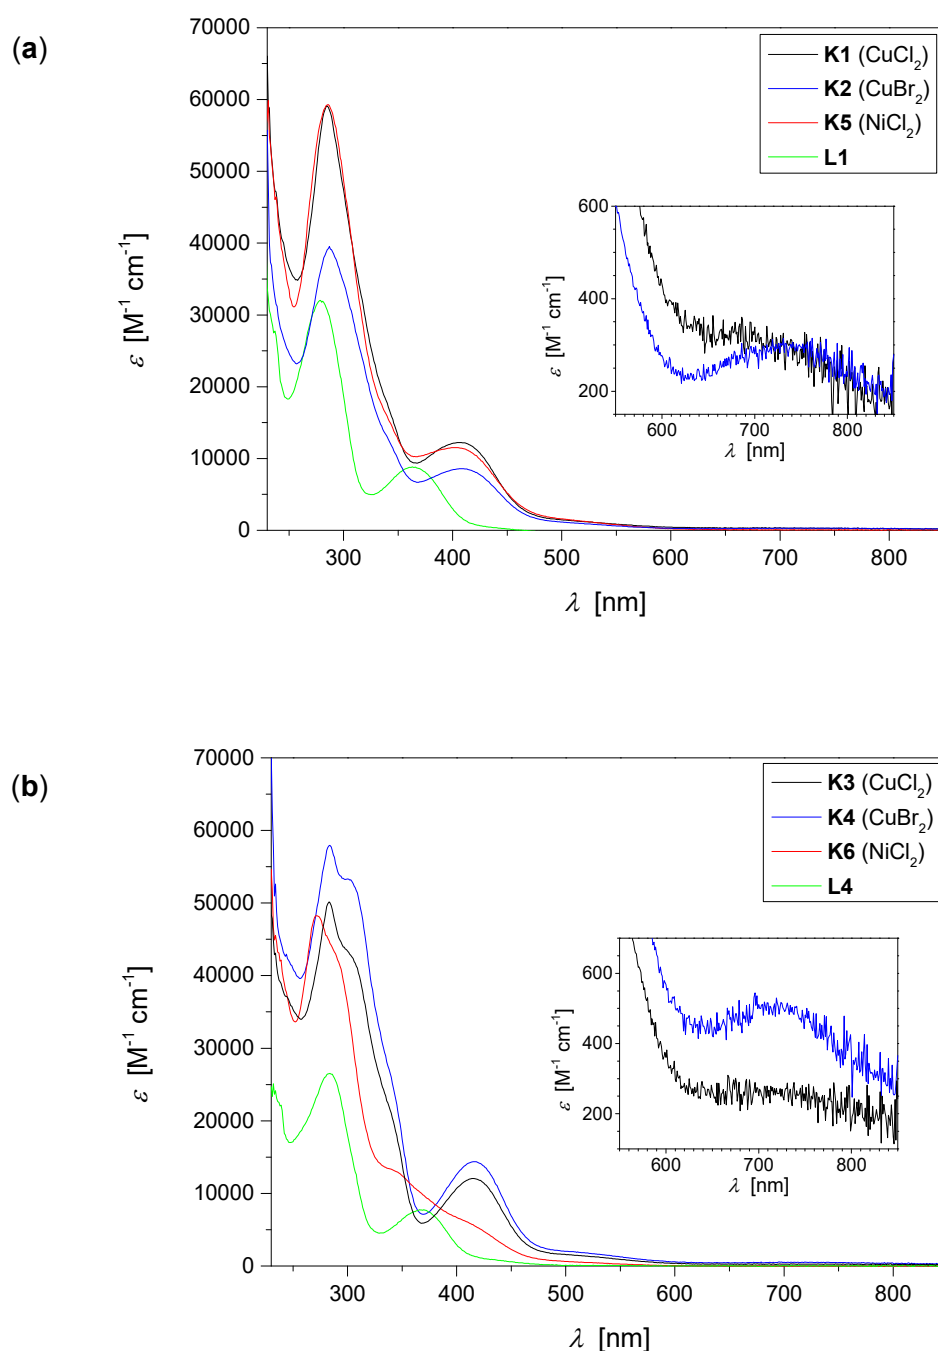 (a)
70000
60000
50000
40000
30000
20000
10000
0
ε [M⁻¹ cm⁻¹]
300 400 500 600 700 800
λ [nm]
K1 (CuCl₂)
K2 (CuBr₂)
K5 (NiCl₂)
L1
600
400
200
ε [M⁻¹ cm⁻¹]
600 700 800
λ [nm]
(b)
70000
60000
50000
40000
30000
20000
10000
0
ε [M⁻¹ cm⁻¹]
300 400 500 600 700 800
λ [nm]
K3 (CuCl₂)
K4 (CuBr₂)
K6 (NiCl₂)
L4
600
400
200
ε [M⁻¹ cm⁻¹]
600 700 800
λ [nm]